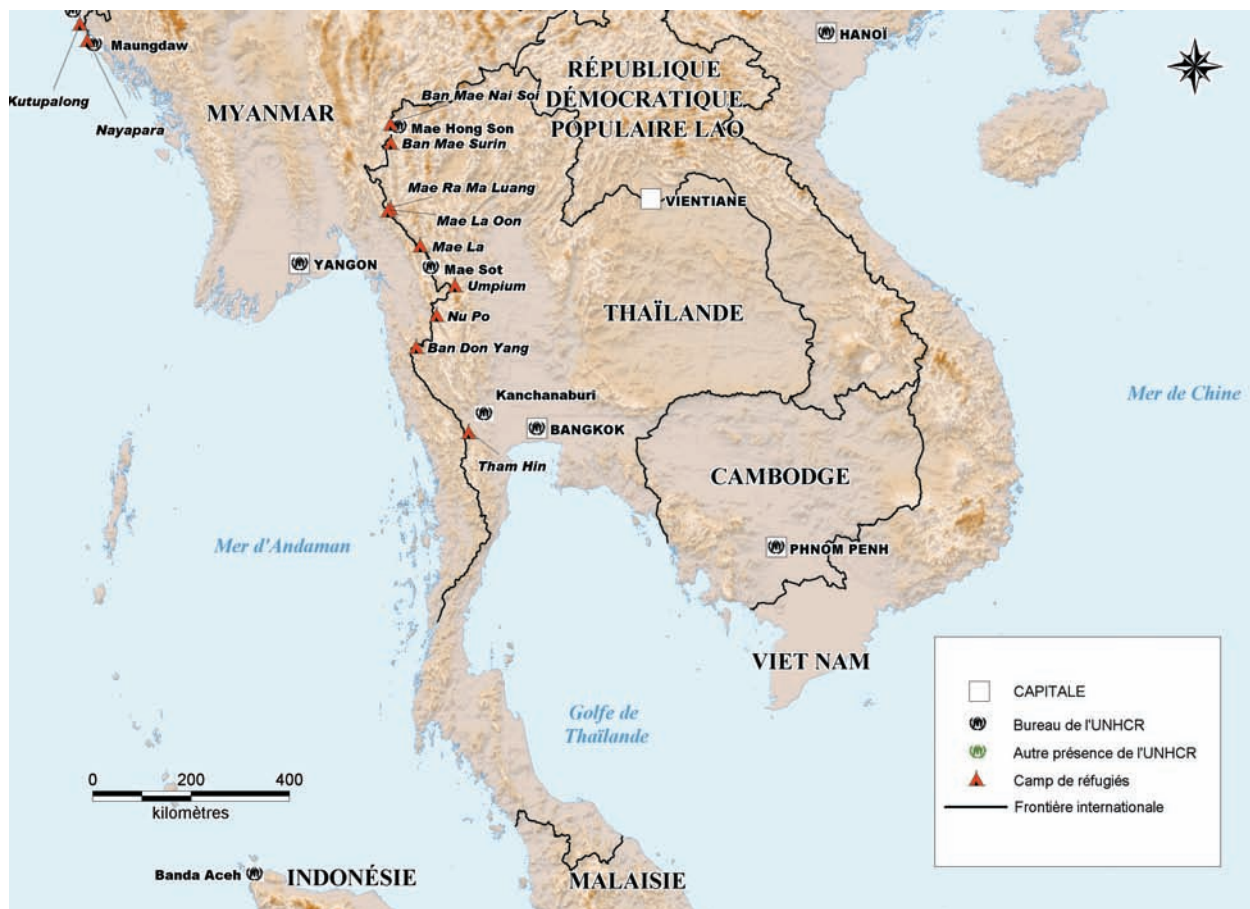 HANOÏ
Maungdaw
RÉPUBLIQUE
DÉMOCRATIQUE
POPULAIRE LAO
Kutupalong
Ban Mae Nai Soi
MYANMAR
Nayapara
Mae Hong Son
Ban Mae Surin
Mae Ra Ma Luang
VIENTIANE
Mae La Oon
Mae La
YANGON
Mae Sot
Umpium
THAÏLANDE
Nu Po
Ban Don Yang
Kanchanaburi
Mer de Chine
BANGKOK
Tham Hin
CAMBODGE
Mer d'Andaman
PHNOM PENH
VIET NAM
CAPITALE
Golfe de
Thaïlande
Bureau de l'UNHCR
Autre présence de l'UNHCR
0 200 400
Camp de réfugiés
kilomètres
Frontière internationale
Banda Aceh
INDONÉSIE
MALAISIE